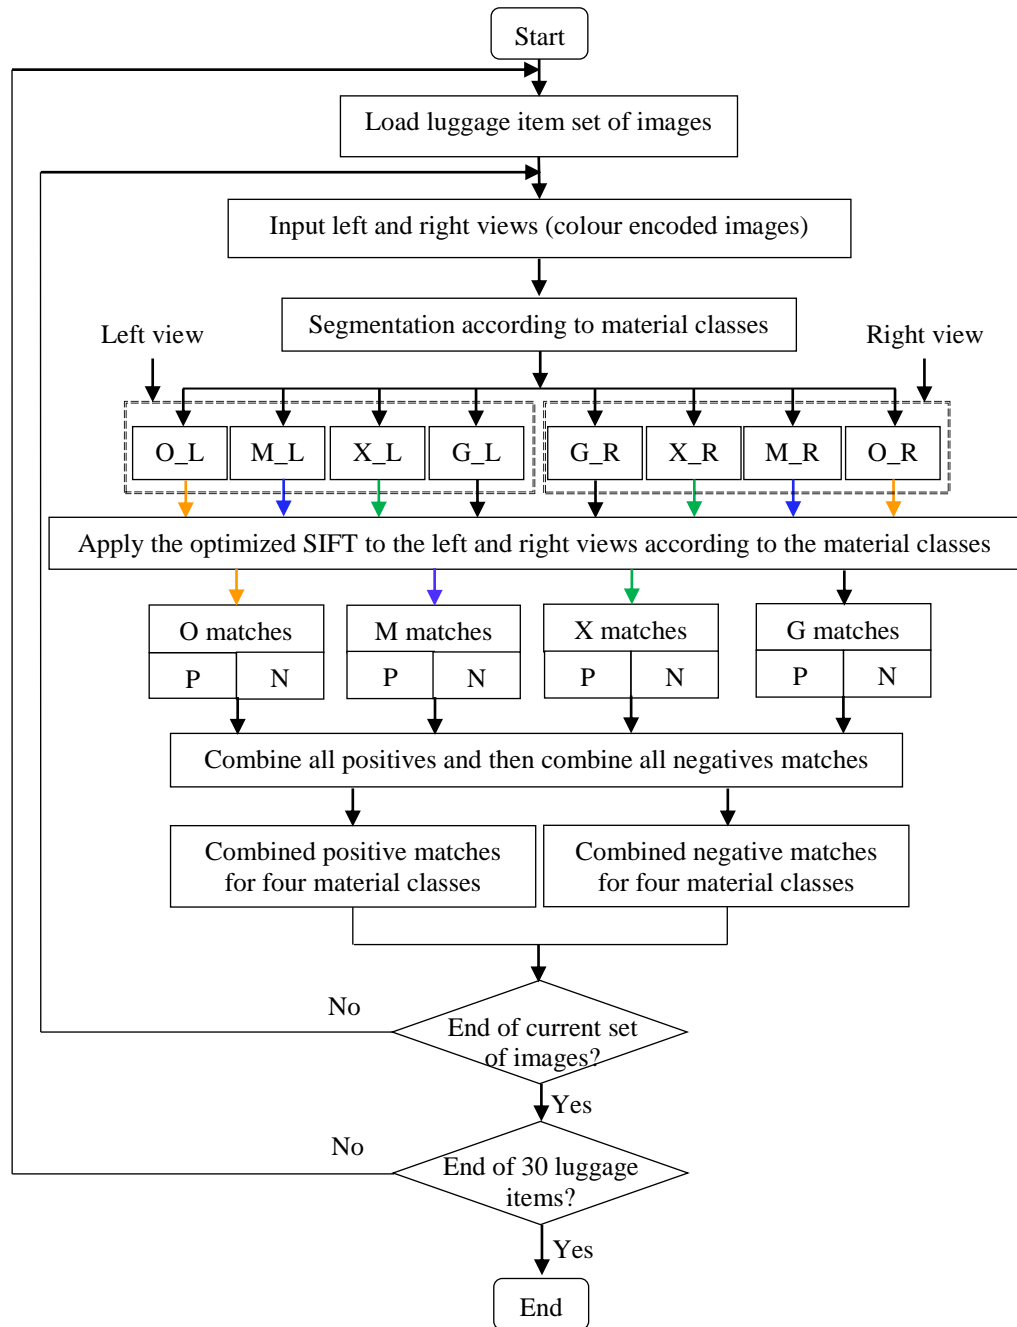 Start
Load luggage item set of images
Input left and right views (colour encoded images)
Segmentation according to material classes
Left view
Right view
O_L
M_L
X_L
G_L
G_R
X_R
M_R
O_R
Apply the optimized SIFT to the left and right views according to the material classes
O matches
M matches
X matches
G matches
P
N
P
N
P
N
P
N
Combine all positives and then combine all negatives matches
Combined positive matches
for four material classes
Combined negative matches
for four material classes
No
End of current set
of images?
Yes
No
End of 30 luggage
items?
Yes
End